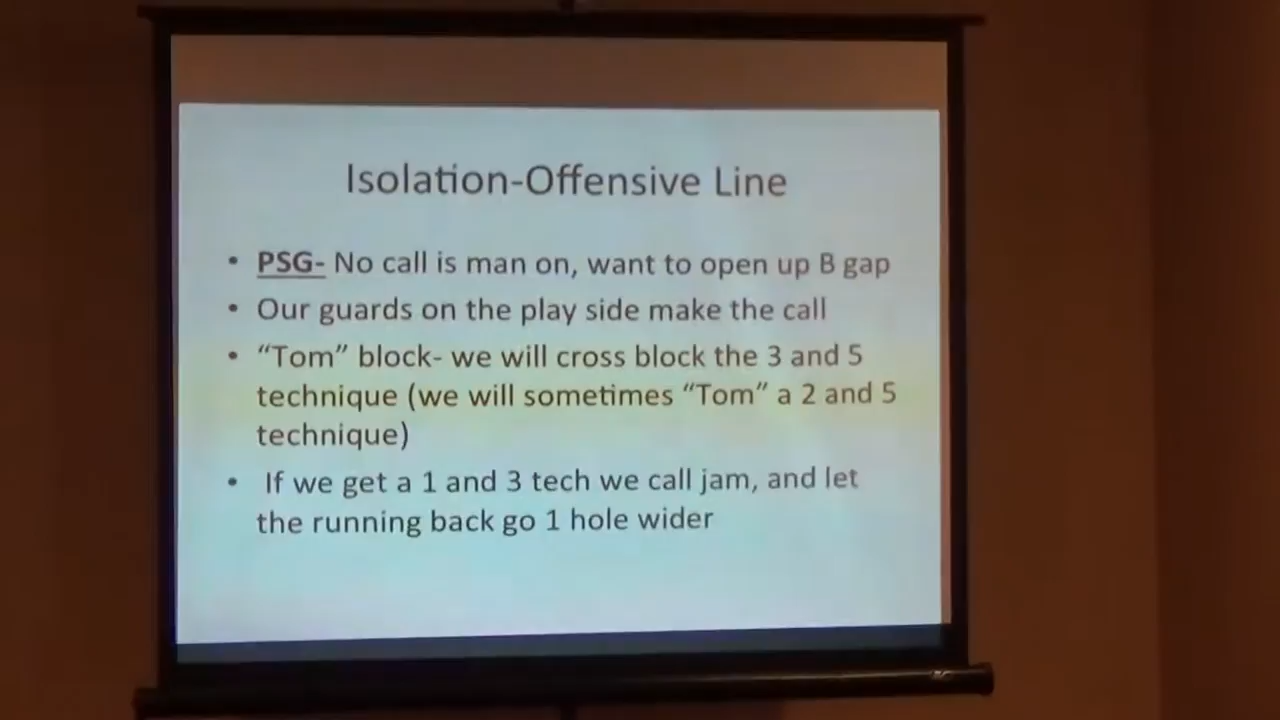 Isolation-Offensive Line
• PSG- No call is man on, want to open up B gap
• Our guards on the play side make the call
• “Tom” block- we will cross block the 3 and 5
technique (we will sometimes “Tom” a 2 and 5
technique)
• If we get a 1 and 3 tech we call jam, and let
the running back go 1 hole wider